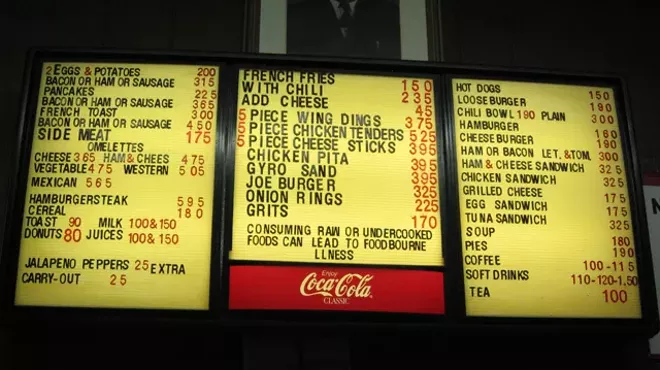 2 EGGS & POTATOES 200
BACON OR HAM OR SAUSAGE 315
PANCAKES 225
BACON OR HAM OR SAUSAGE 365
FRENCH TOAST 300
BACON OR HAM OR SAUSAGE 450
SIDE MEAT 175
OMELETTES
CHEESE 365 HAM & CHEES 475
VEGETABLE 475 WESTERN 505
MEXICAN 565
HAMBURGERSTEAK 595
CEREAL 180
TOAST 90 MILK 100&150
DONUTS 80 JUICES 100&150
JALAPENO PEPPERS 25 EXTRA
CARRY-OUT 25
FRENCH FRIES 150
WITH CHILI 235
ADD CHEESE 45
5 PIECE WING DINGS 375
5 PIECE CHICKEN TENDERS 525
5 PIECE CHEESE STICKS 395
CHICKEN PITA 395
GYRO SAND 395
JOE BURGER 325
ONION RINGS 225
GRITS 170
CONSUMING RAW OR UNDERCOOKED
FOODS CAN LEAD TO FOODBOURNE
LLNESS
Enjoy
Coca-Cola
CLASSIC
HOT DOGS 150
LOOSEBURGER 190
CHILI BOWL 190 PLAIN 300
HAMBURGER 160
CHEESEBURGER 190
HAM OR BACON LET. & TOM. 300
HAM & CHEESE SANDWICH 325
CHICKEN SANDWICH 325
GRILLED CHEESE
EGG SANDWICH
TUNA SANDWICH 325
SOUP 180
PIES 190
COFFEE 100-115
SOFT DRINKS 110-120-1.50
TEA 100